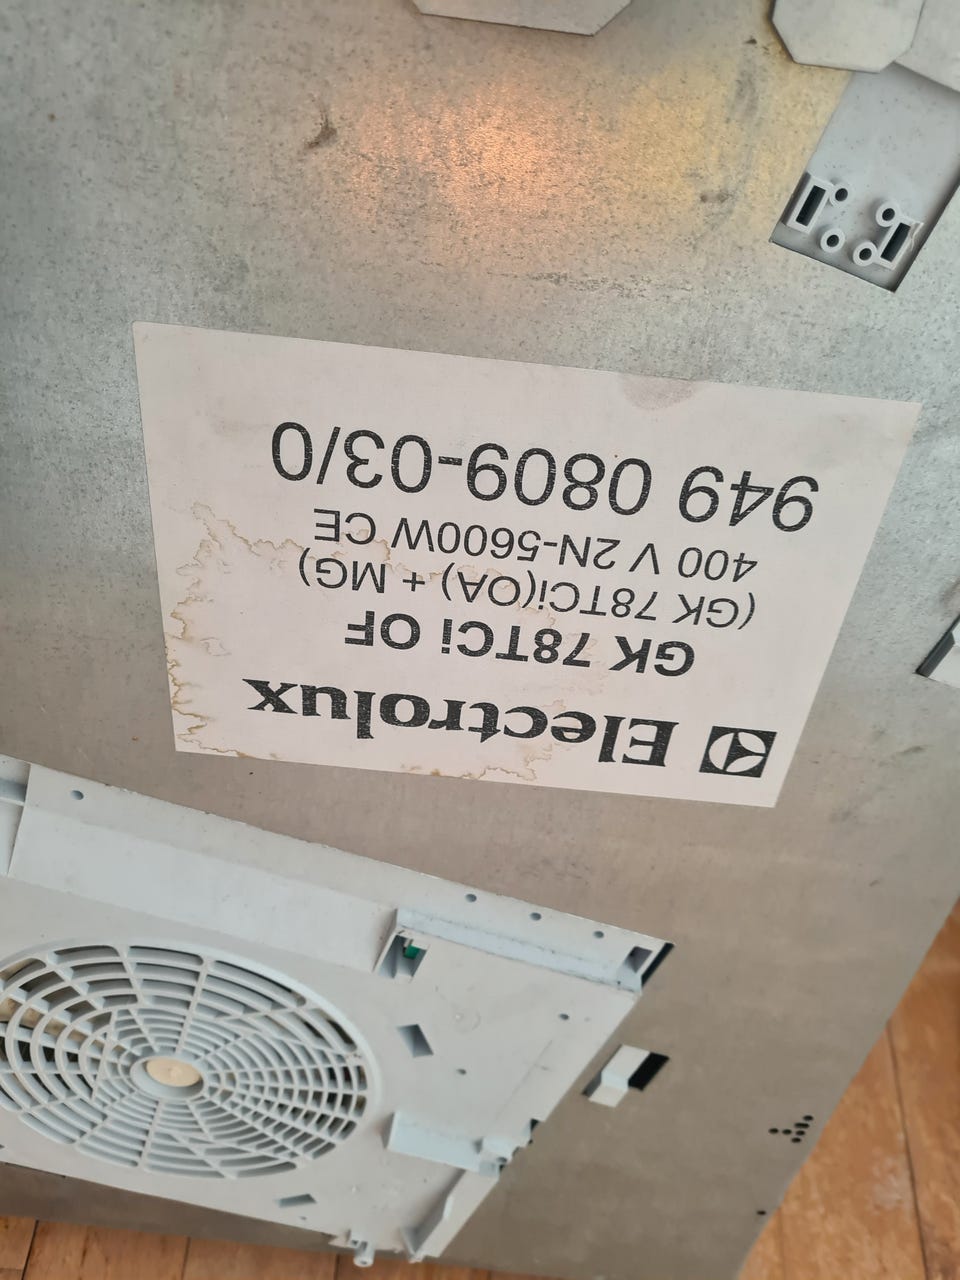 Electrolux
GK 78TCi OF
(GK 78TCi(OA) + MG)
400 V 2N-5600W CE
949 0809-03/0